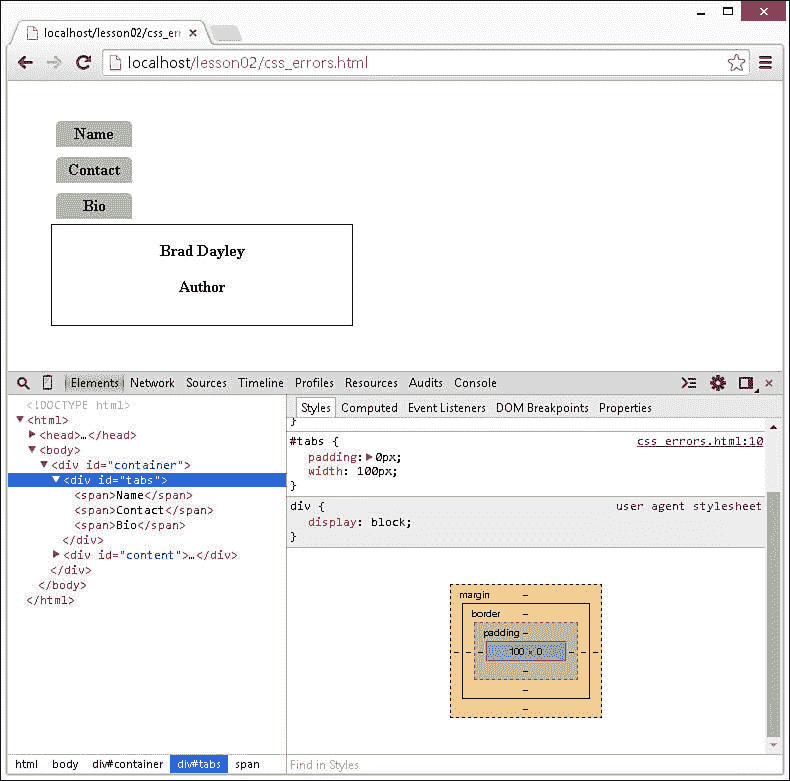 localhost/lesson02/css_err
localhost/lesson02/css_errors.html
Name
Contact
Bio
Brad Dayley
Author
Elements Network Sources Timeline Profiles Resources Audits Console
<!DOCTYPE html>
<html>
<head>…</head>
<body>
<div id="container">
<div id="tabs">
<span>Name</span>
<span>Contact</span>
<span>Bio</span>
</div>
<div id="content">…</div>
</div>
</body>
</html>
html body div#container div#tabs span
Styles Computed Event Listeners DOM Breakpoints Properties
}
#tabs { css_errors.html:10
padding: 0px;
width: 100px;
}
div { user agent stylesheet
display: block;
}
margin –
border –
padding –
– – – 100 × 0 – – –
–
–
–
Find in Styles